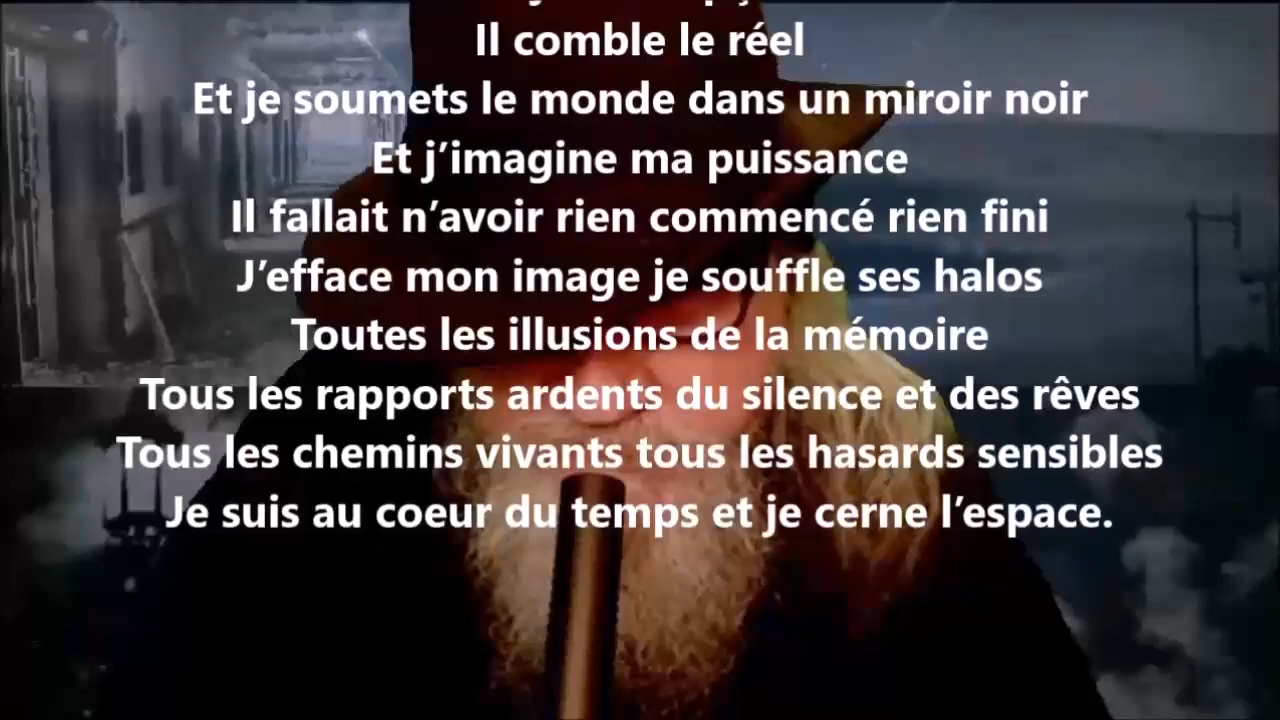 Il comble le réel
Et je soumets le monde dans un miroir noir
Et j’imagine ma puissance
Il fallait n’avoir rien commencé rien fini
J’efface mon image je souffle ses halos
Toutes les illusions de la mémoire
Tous les rapports ardents du silence et des rêves
Tous les chemins vivants tous les hasards sensibles
Je suis au coeur du temps et je cerne l’espace.